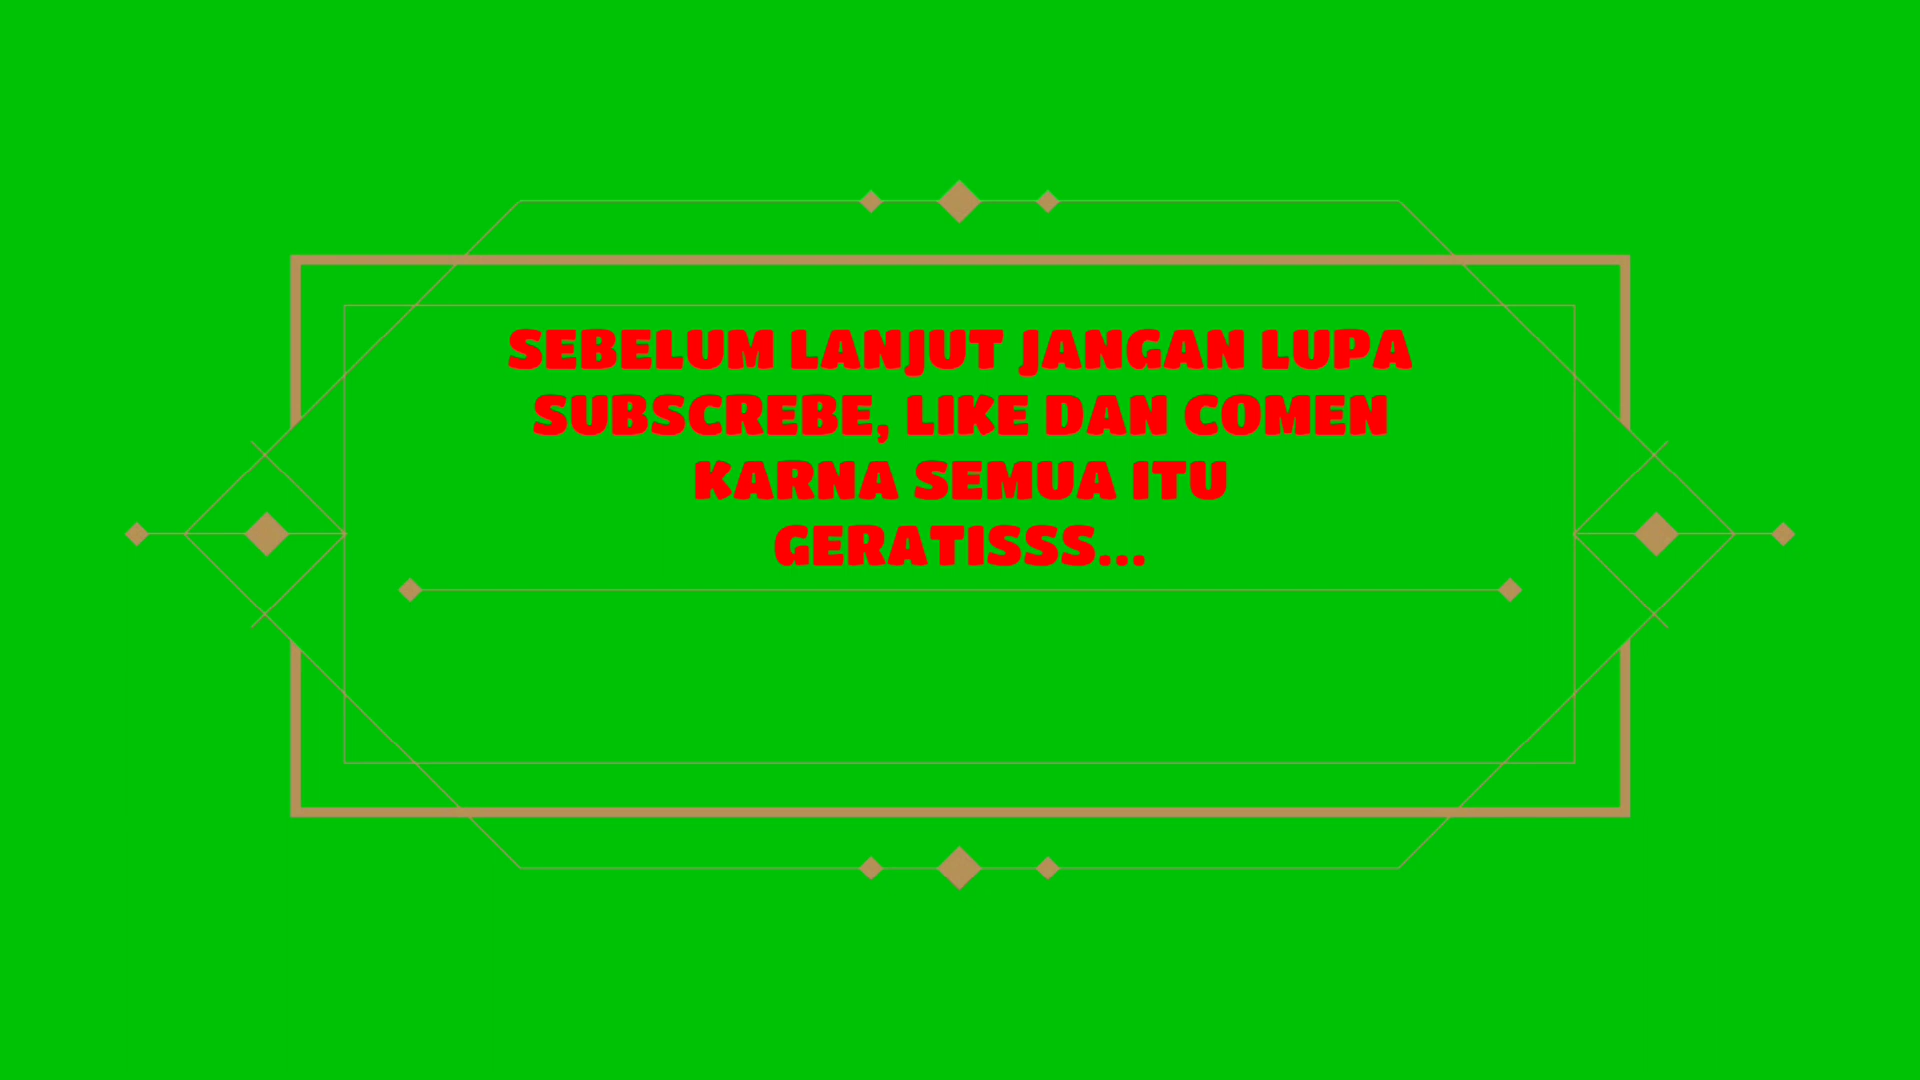 SEBELUM LANJUT JANGAN LUPA
SUBSCREBE, LIKE DAN COMEN
KARNA SEMUA ITU
GERATISSS...